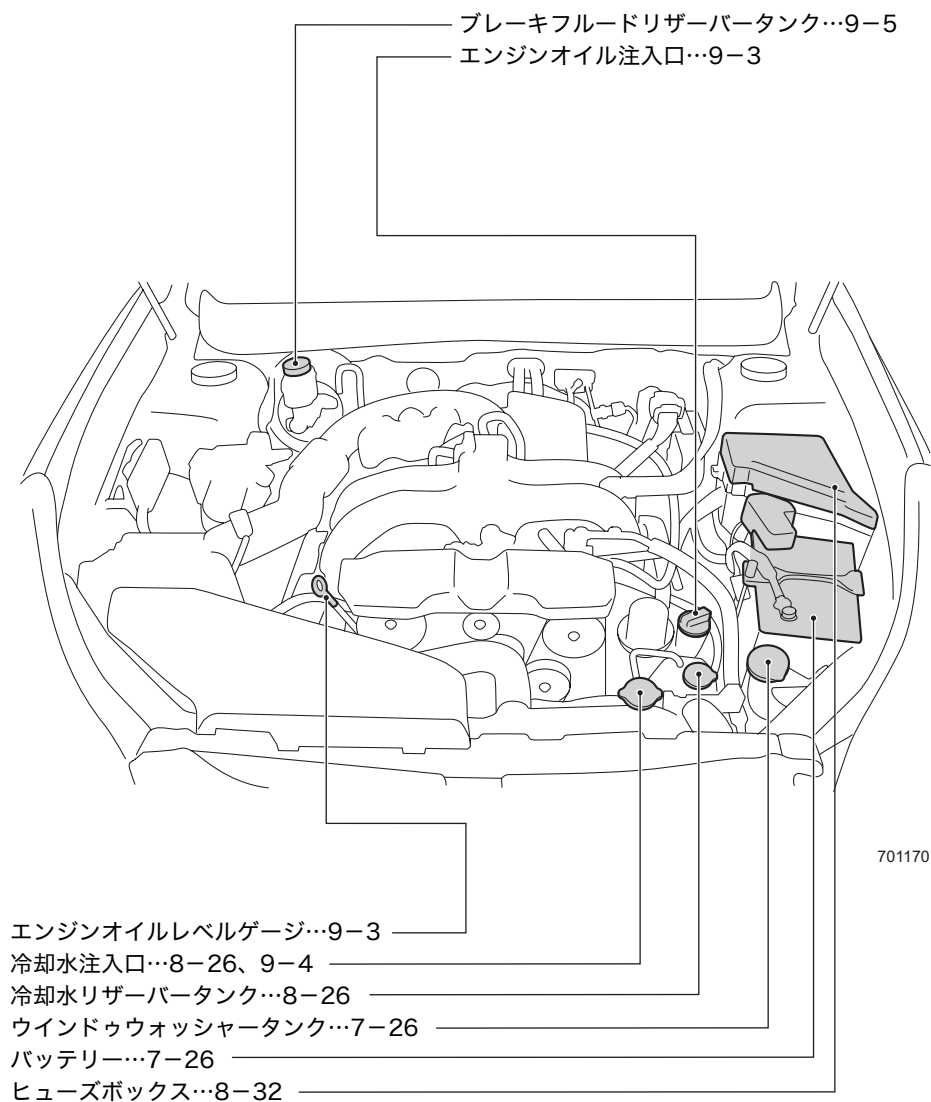 ブレーキフルードリザーバータンク…9−5
エンジンオイル注入口…9−3
701170
エンジンオイルレベルゲージ…9−3
冷却水注入口…8−26、9−4
冷却水リザーバータンク…8−26
ウインドゥウォッシャータンク…7−26
バッテリー…7−26
ヒューズボックス…8−32